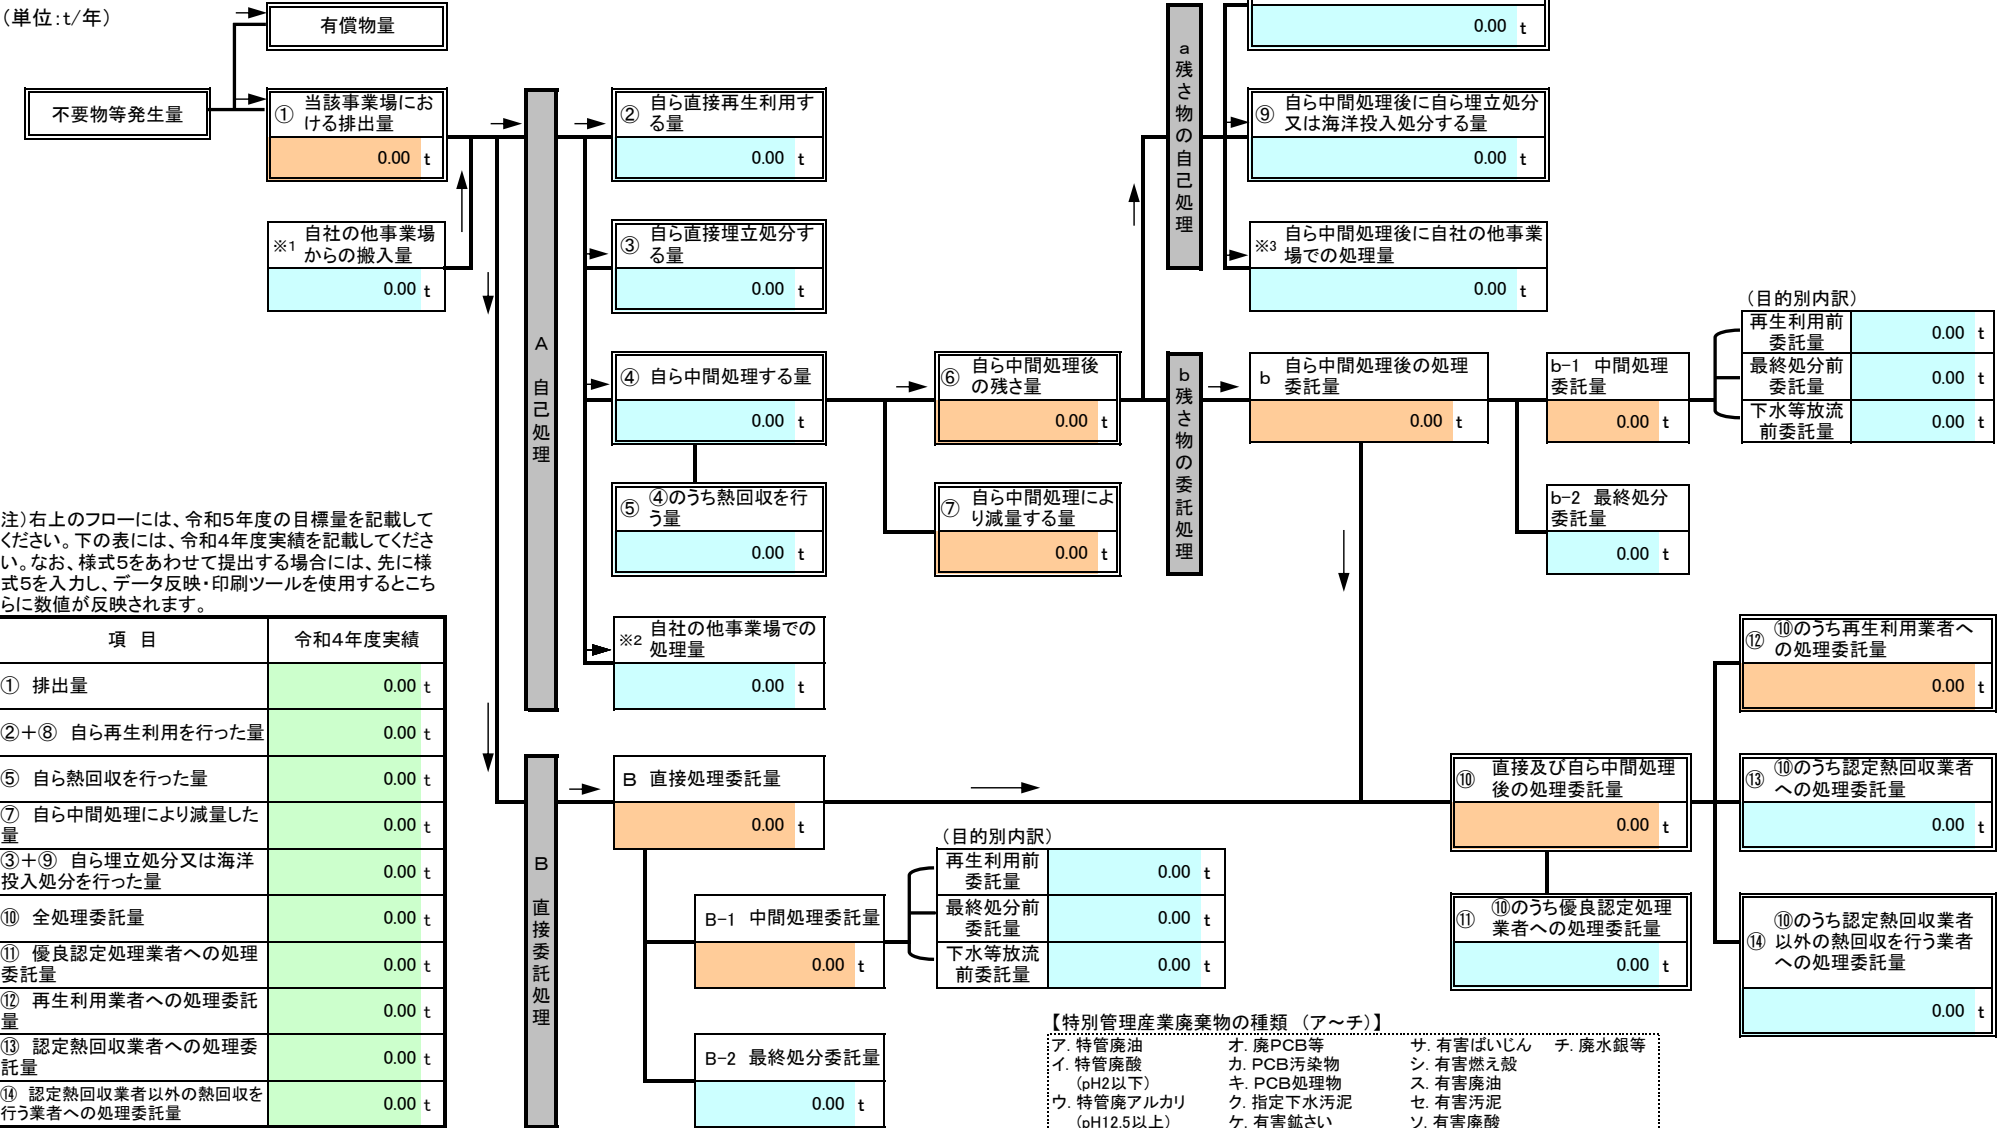 （単位：t/年）
有償物量
不要物等発生量
① 当該事業場にお
ける排出量
0.00 t
※1 自社の他事業場
からの搬入量
0.00 t
A 自己処理
② 自ら直接再生利用す
る量
0.00 t
③ 自ら直接埋立処分す
る量
0.00 t
④ 自ら中間処理する量
0.00 t
⑤ ④のうち熱回収を行
う量
0.00 t
※2 自社の他事業場での
処理量
0.00 t
⑥ 自ら中間処理後
の残さ量
0.00 t
⑦ 自ら中間処理によ
り減量する量
0.00 t
a 残さ物の自己処理
0.00 t
⑨ 自ら中間処理後に自ら埋立処分
又は海洋投入処分する量
0.00 t
※3 自ら中間処理後に自社の他事業
場での処理量
0.00 t
b 残さ物の委託処理
b 自ら中間処理後の処理
委託量
0.00 t
b-1 中間処理
委託量
0.00 t
（目的別内訳）
再生利用前
委託量
0.00 t
最終処分前
委託量
0.00 t
下水等放流
前委託量
0.00 t
b-2 最終処分
委託量
0.00 t
注）右上のフローには、令和5年度の目標量を記載して
ください。下の表には、令和4年度実績を記載してくださ
い。なお、様式5をあわせて提出する場合には、先に様
式5を入力し、データ反映・印刷ツールを使用するとこち
らに数値が反映されます。
項 目 令和4年度実績
① 排出量 0.00 t
②＋⑧ 自ら再生利用を行った量 0.00 t
⑤ 自ら熱回収を行った量 0.00 t
⑦ 自ら中間処理により減量した
量 0.00 t
③＋⑨ 自ら埋立処分又は海洋
投入処分を行った量 0.00 t
⑩ 全処理委託量 0.00 t
⑪ 優良認定処理業者への処理
委託量 0.00 t
⑫ 再生利用業者への処理委託
量 0.00 t
⑬ 認定熱回収業者への処理委
託量 0.00 t
⑭ 認定熱回収業者以外の熱回収を
行う業者への処理委託量 0.00 t
B 直接委託処理
B 直接処理委託量
0.00 t
B-1 中間処理委託量
0.00 t
（目的別内訳）
再生利用前
委託量
0.00 t
最終処分前
委託量
0.00 t
下水等放流
前委託量
0.00 t
B-2 最終処分委託量
0.00 t
⑩ 直接及び自ら中間処理
後の処理委託量
0.00 t
⑪ ⑩のうち優良認定処理
業者への処理委託量
0.00 t
⑫ ⑩のうち再生利用業者へ
の処理委託量
0.00 t
⑬ ⑩のうち認定熱回収業者
への処理委託量
0.00 t
⑭ ⑩のうち認定熱回収業者
以外の熱回収を行う業者
への処理委託量
0.00 t
【特別管理産業廃棄物の種類 （ア～チ）】
ア. 特管廃油 オ. 廃PCB等 サ. 有害ばいじん チ. 廃水銀等
イ. 特管廃酸 カ. PCB汚染物 シ. 有害燃え殻
（pH2以下） キ. PCB処理物 ス. 有害廃油
ウ. 特管廃アルカリ ク. 指定下水汚泥 セ. 有害汚泥
（pH12.5以上） ケ. 有害鉱さい ソ. 有害廃酸